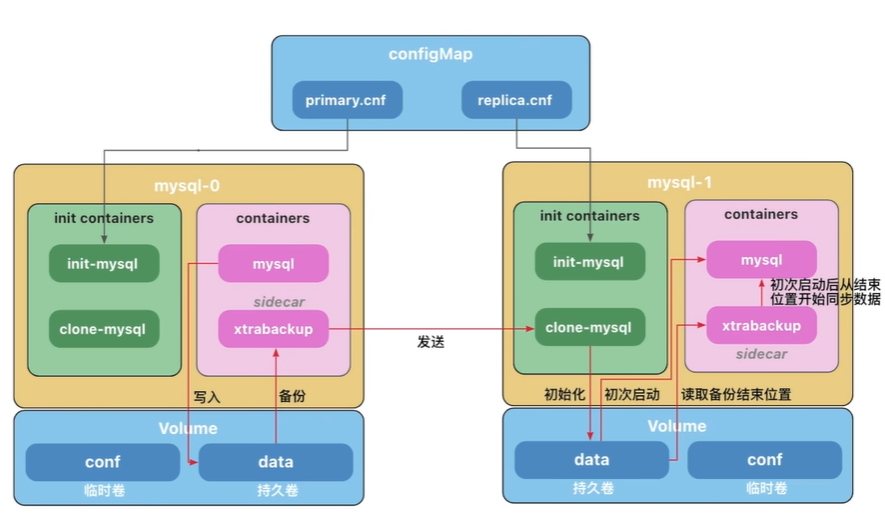 configMap
primary.cnf
replica.cnf
mysql-0
init containers
init-mysql
clone-mysql
containers
mysql
sidecar
xtrabackup
写入
备份
Volume
conf
临时卷
data
持久卷
发送
mysql-1
init containers
init-mysql
clone-mysql
containers
mysql
初次启动后从结束
位置开始同步数据
xtrabackup
sidecar
初始化
初次启动
读取备份结束位置
Volume
data
持久卷
conf
临时卷